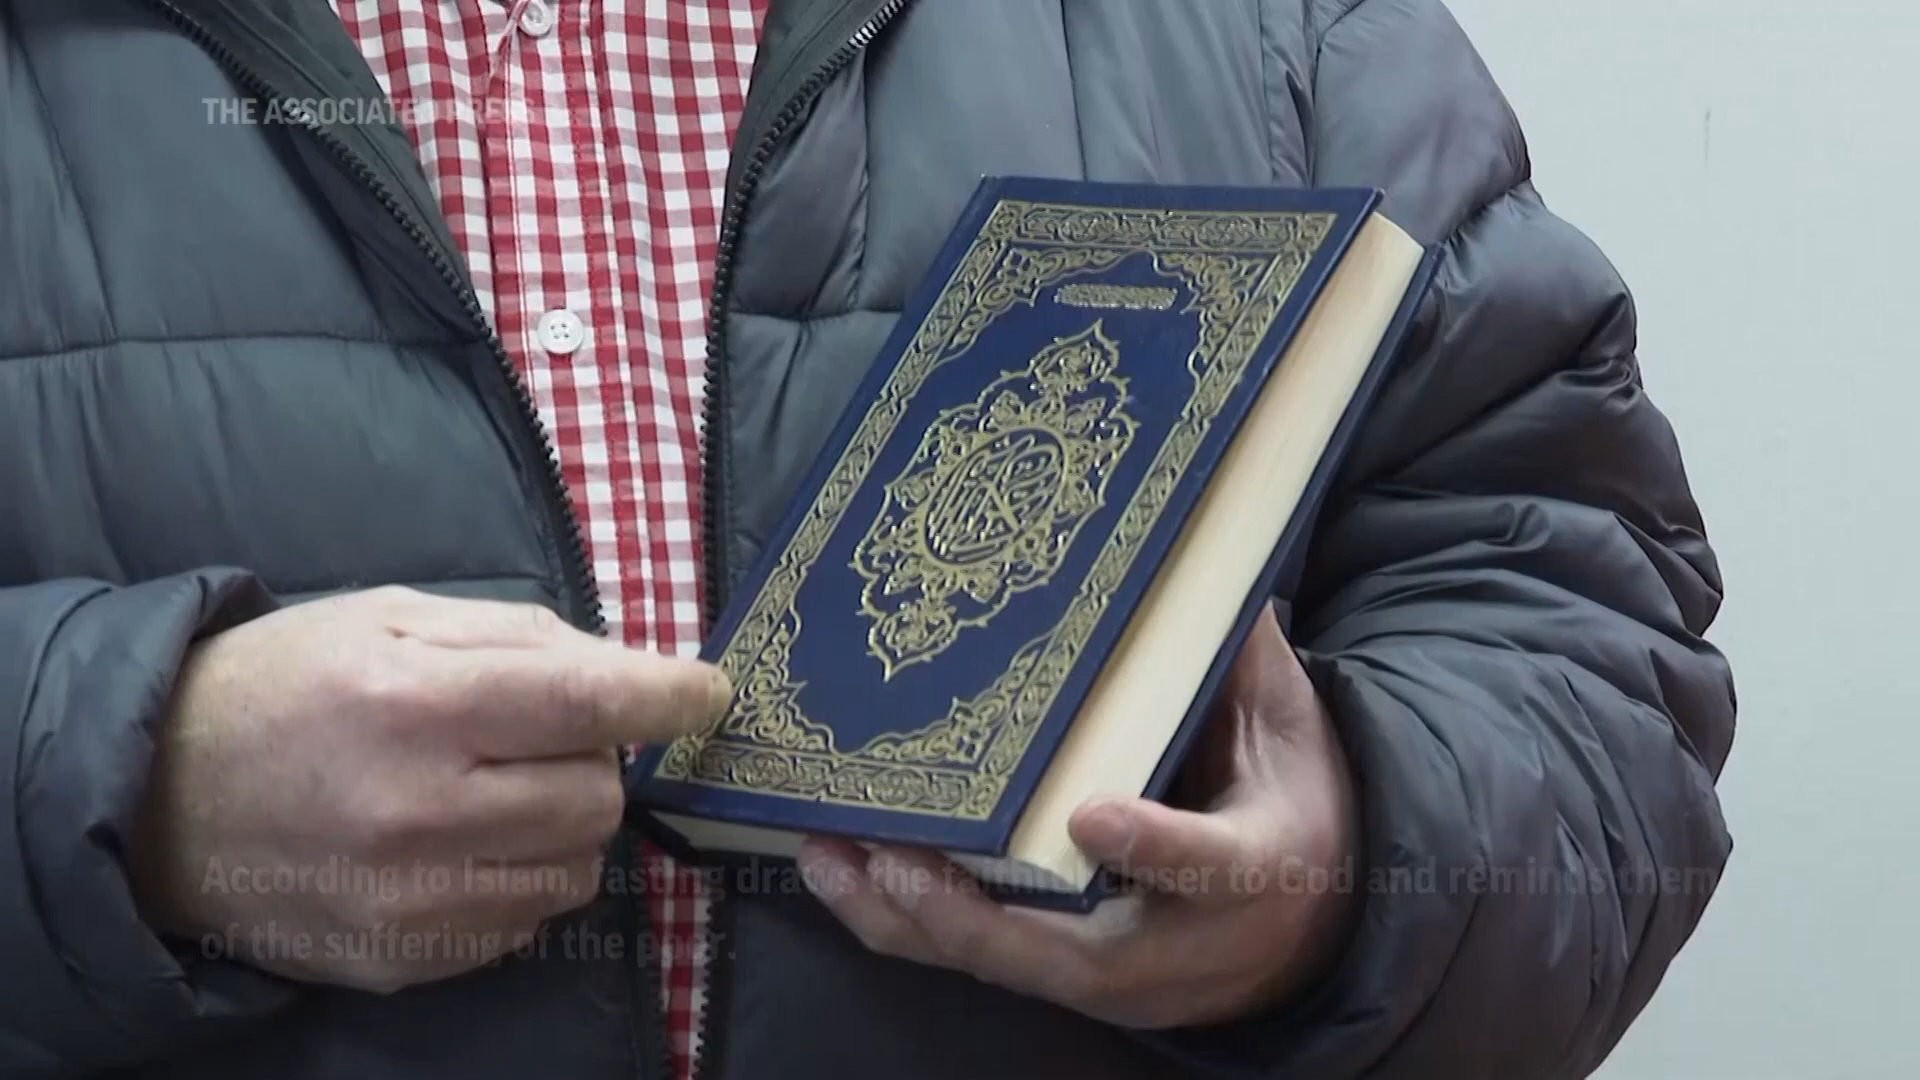 THE ASSOCIATED PRESS
According to Islam, fasting draws the faithful closer to God and reminds them
of the suffering of the poor.